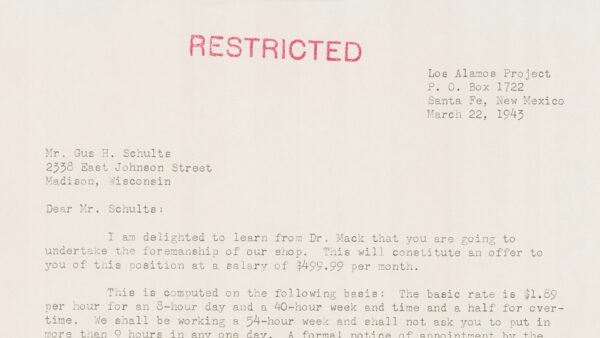 RESTRICTED
Los Alamos Project
P. O. Box 1722
Santa Fe, New Mexico
March 22, 1943
Mr. Gus H. Schults
2338 East Johnson Street
Madison, Wisconsin
Dear Mr. Schults:
I am delighted to learn from Dr. Mack that you are going to
undertake the foremanship of our shop. This will constitute an offer to
you of this position at a salary of $499.99 per month.
This is computed on the following basis: The basic rate is $1.89
per hour for an 8-hour day and a 40-hour week and time and a half for over-
time. We shall be working a 54-hour week and shall not ask you to put in
more than 9 hours in any one day. A formal notice of appointment by the